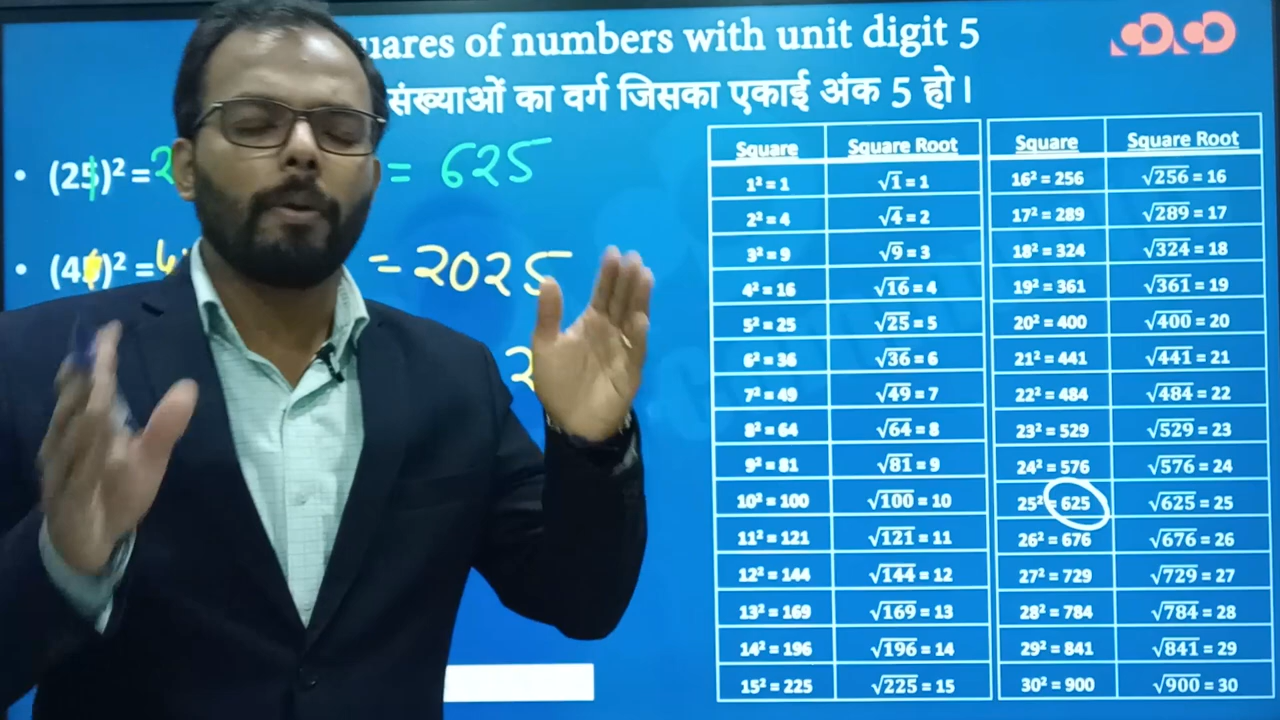 of numbers with unit digit 5
संख्याओं का वर्ग जिसका एकाई अंक 5 हो।
• (25)² = 2 = 625
• (45)² = 4 = 2025
2
Square Square Root Square Square Root
1² = 1 √1 = 1 16² = 256 √256 = 16
2² = 4 √4 = 2 17² = 289 √289 = 17
3² = 9 √9 = 3 18² = 324 √324 = 18
4² = 16 √16 = 4 19² = 361 √361 = 19
5² = 25 √25 = 5 20² = 400 √400 = 20
6² = 36 √36 = 6 21² = 441 √441 = 21
7² = 49 √49 = 7 22² = 484 √484 = 22
8² = 64 √64 = 8 23² = 529 √529 = 23
9² = 81 √81 = 9 24² = 576 √576 = 24
10² = 100 √100 = 10 25² = 625 √625 = 25
11² = 121 √121 = 11 26² = 676 √676 = 26
12² = 144 √144 = 12 27² = 729 √729 = 27
13² = 169 √169 = 13 28² = 784 √784 = 28
14² = 196 √196 = 14 29² = 841 √841 = 29
15² = 225 √225 = 15 30² = 900 √900 = 30